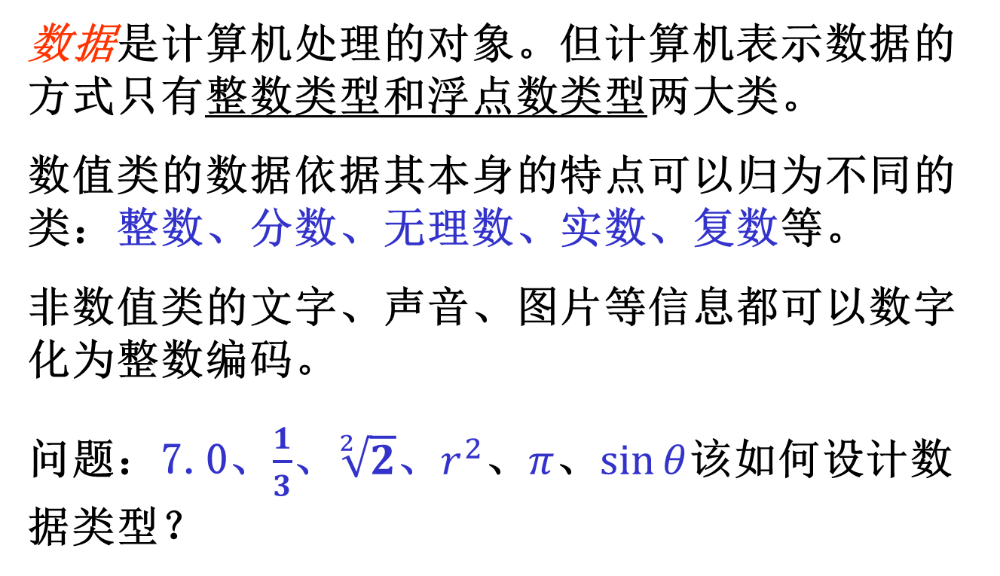 数据是计算机处理的对象。但计算机表示数据的
方式只有整数类型和浮点数类型两大类。
数值类的数据依据其本身的特点可以归为不同的
类：整数、分数、无理数、实数、复数等。
非数值类的文字、声音、图片等信息都可以数字
化为整数编码。
问题：7.0、1/3、²√2、r²、π、sin θ该如何设计数
据类型？